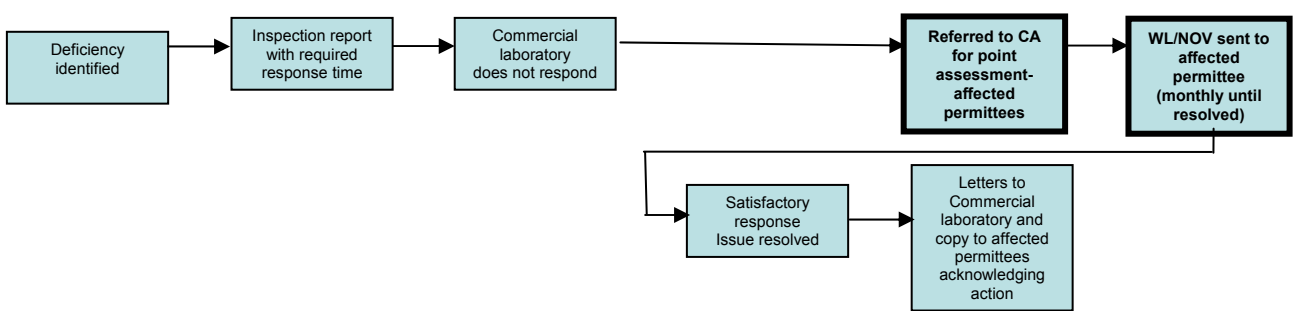 Deficiency
identified
Inspection report
with required
response time
Commercial
laboratory
does not respond
Referred to CA
for point
assessment-
affected
permittees
WL/NOV sent to
affected
permittee
(monthly until
resolved)
Satisfactory
response
Issue resolved
Letters to
Commercial
laboratory and
copy to affected
permittees
acknowledging
action